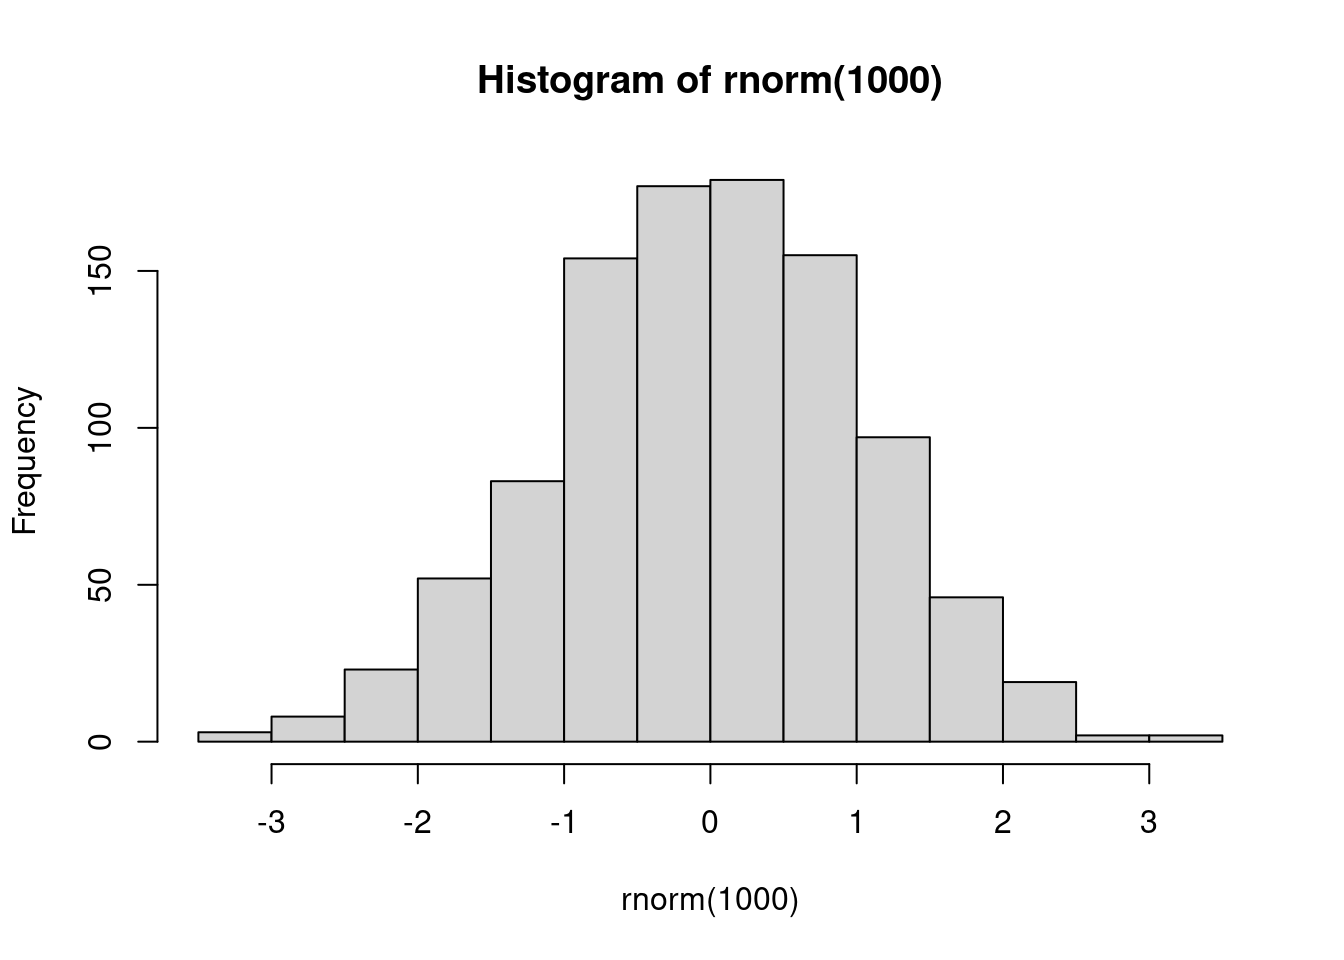 Histogram of rnorm(1000)
Frequency
150
100
50
0
-3 -2 -1 0 1 2 3
rnorm(1000)